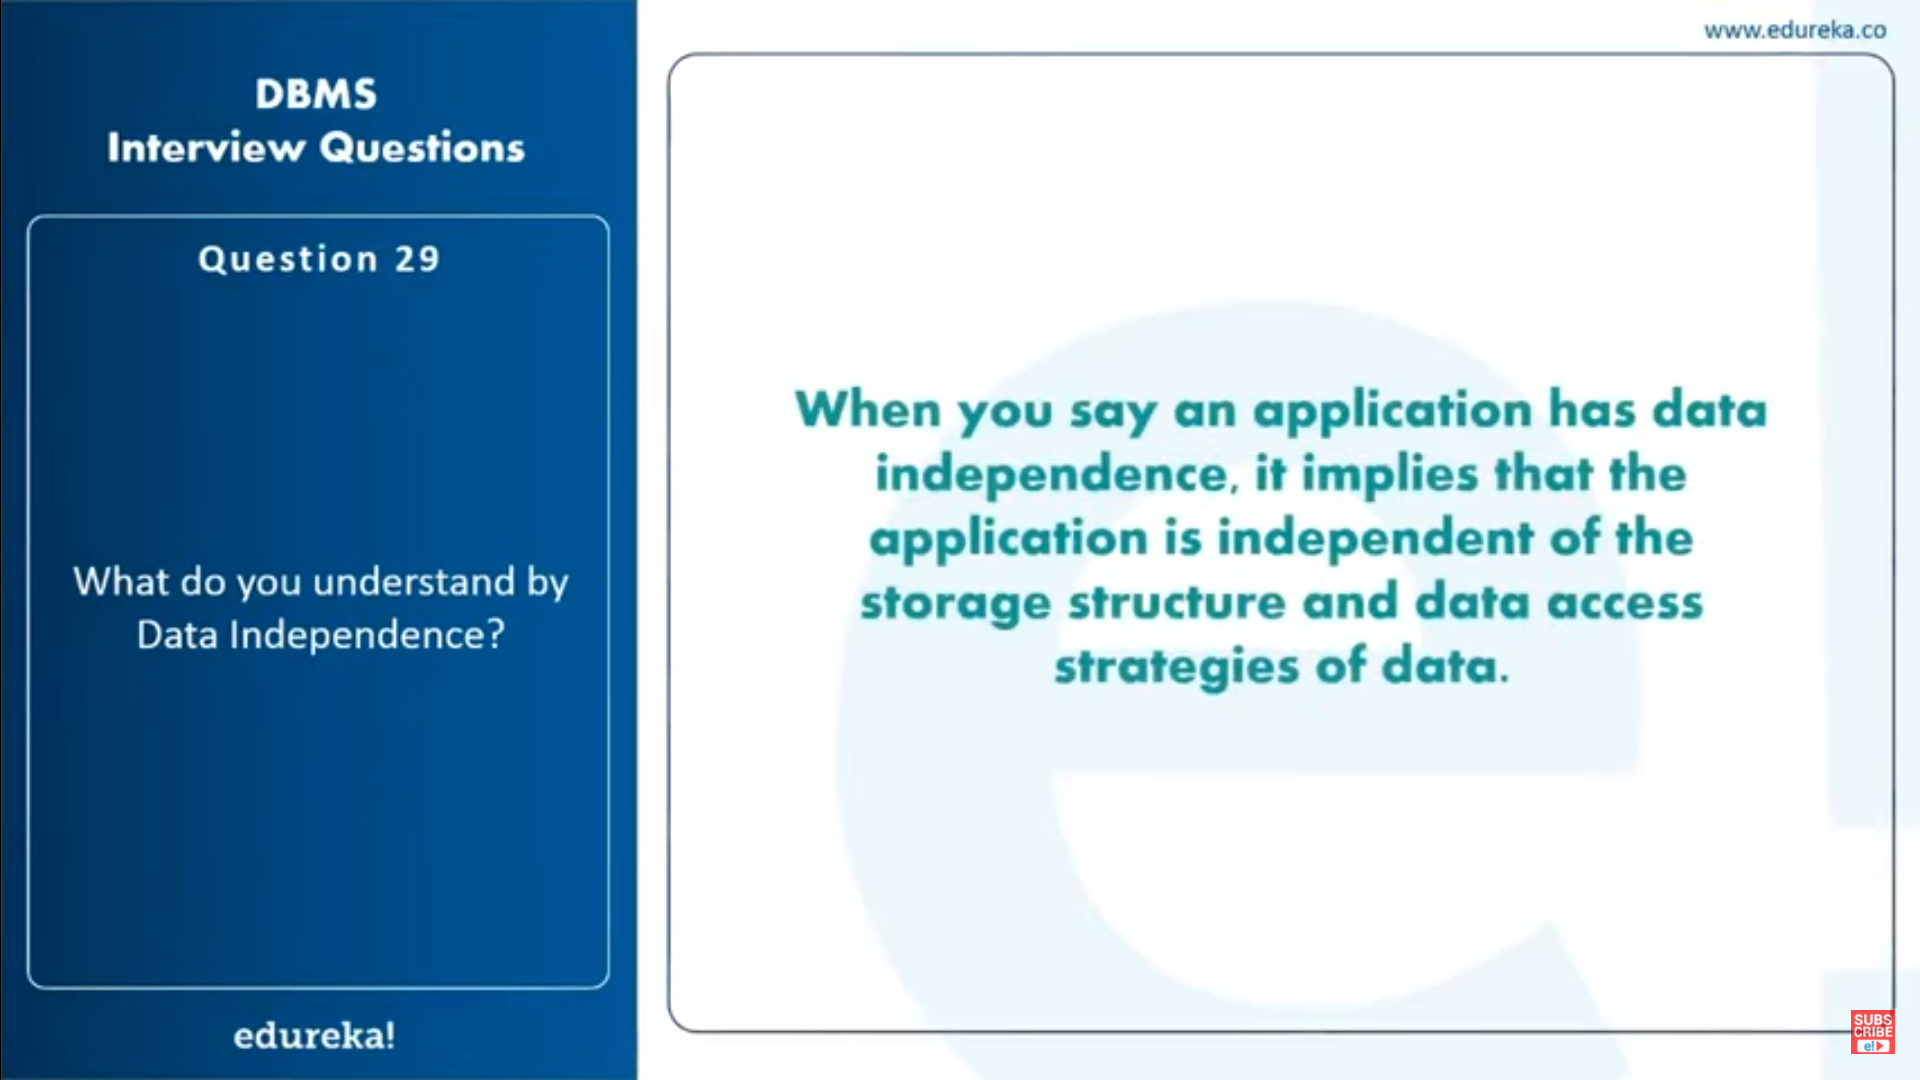 www.edureka.co
DBMS
Interview Questions
Question 29
What do you understand by
Data Independence?
edureka!
When you say an application has data
independence, it implies that the
application is independent of the
storage structure and data access
strategies of data.
SUBS
CRIBE
e!